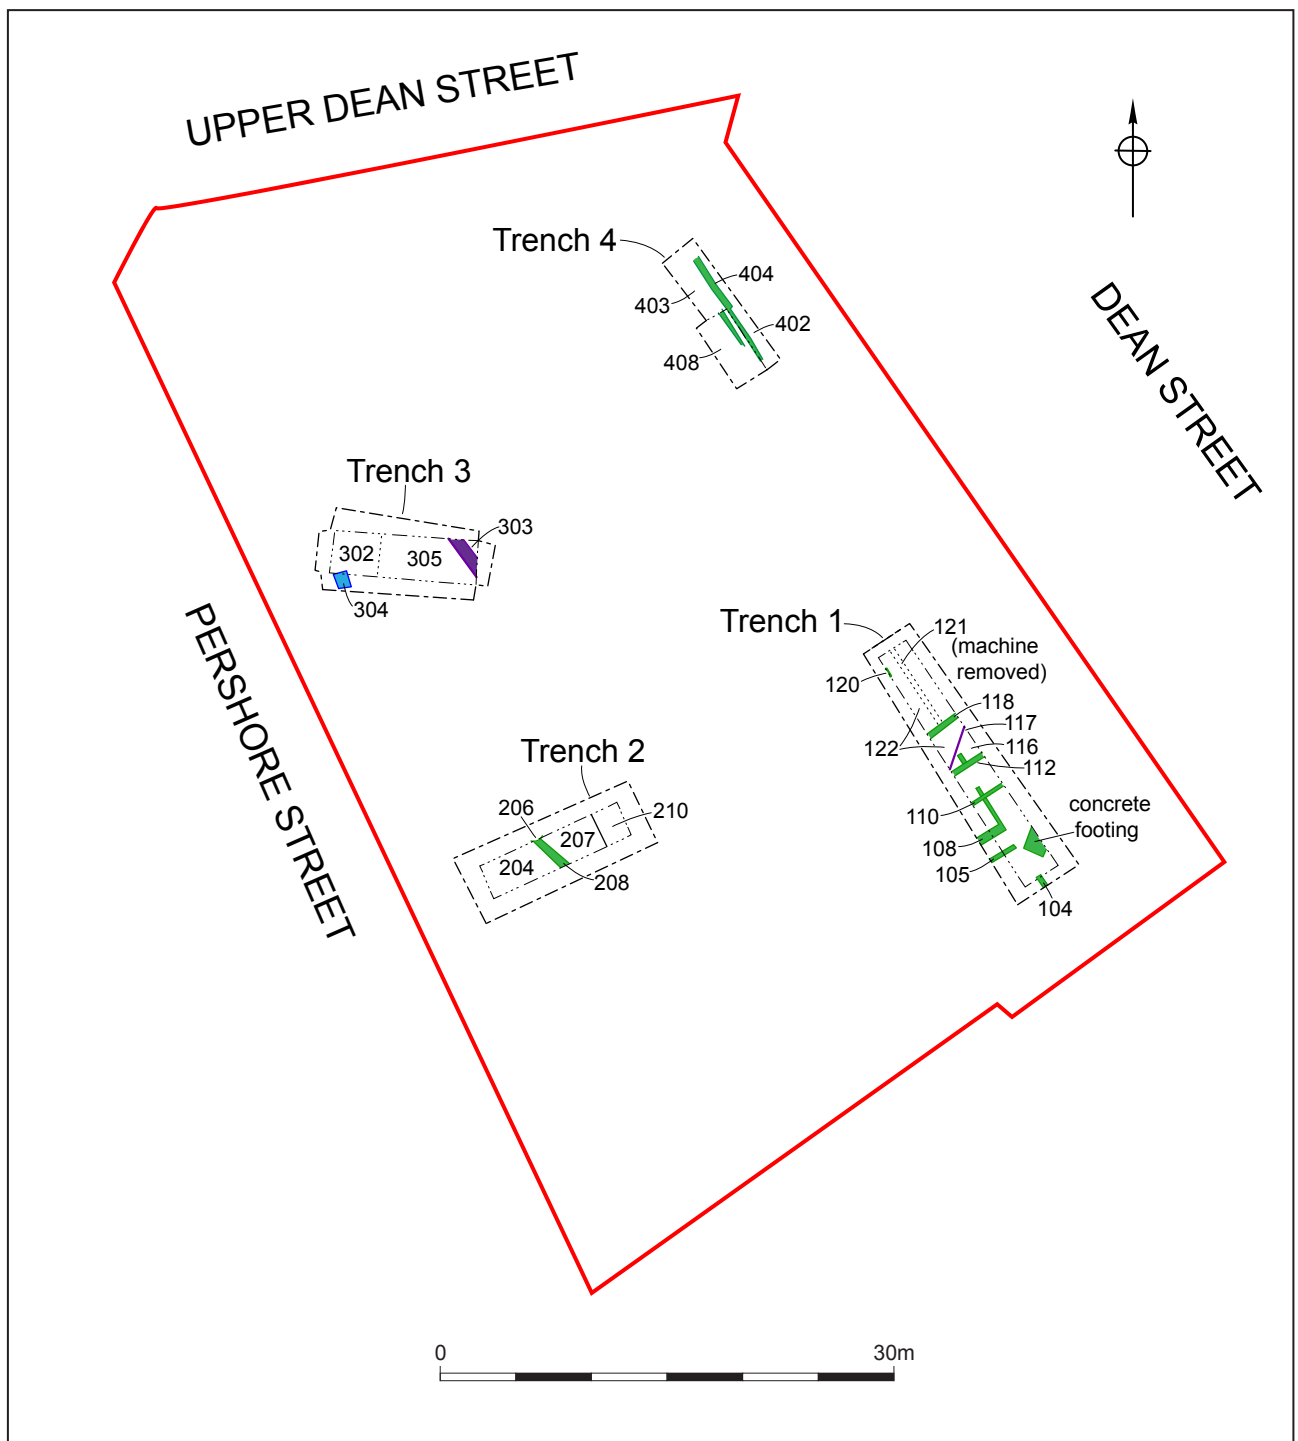 UPPER DEAN STREET
Trench 4
404
403
402
408
DEAN STREET
Trench 3
303
302
305
304
PERSHORE STREET
Trench 1
121
(machine
removed)
120
118
117
122
116
112
110
concrete
footing
108
105
104
Trench 2
206
210
207
204
208
0
30m